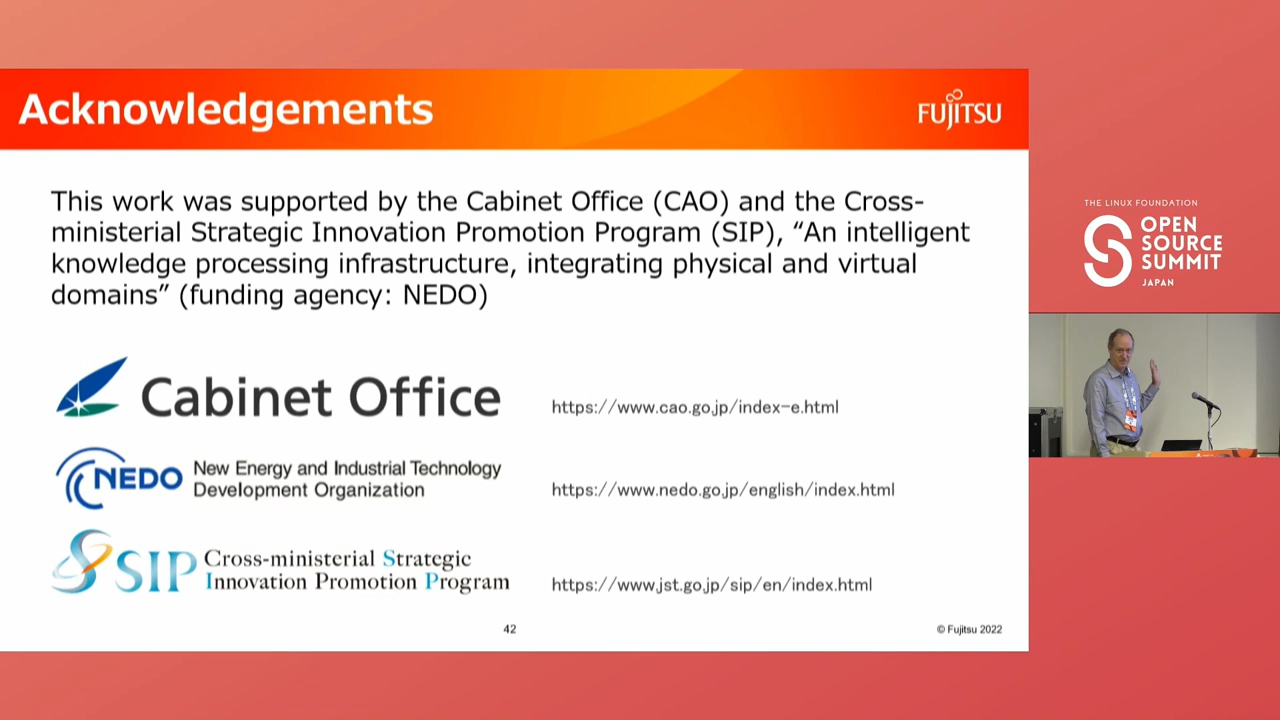 Acknowledgements
FUJITSU
This work was supported by the Cabinet Office (CAO) and the Cross-
ministerial Strategic Innovation Promotion Program (SIP), “An intelligent
knowledge processing infrastructure, integrating physical and virtual
domains” (funding agency: NEDO)
Cabinet Office
https://www.cao.go.jp/index-e.html
NEDO
New Energy and Industrial Technology
Development Organization
https://www.nedo.go.jp/english/index.html
SIP
Cross-ministerial Strategic
Innovation Promotion Program
https://www.jst.go.jp/sip/en/index.html
42
© Fujitsu 2022
THE LINUX FOUNDATION
OPEN
SOURCE
SUMMIT
JAPAN